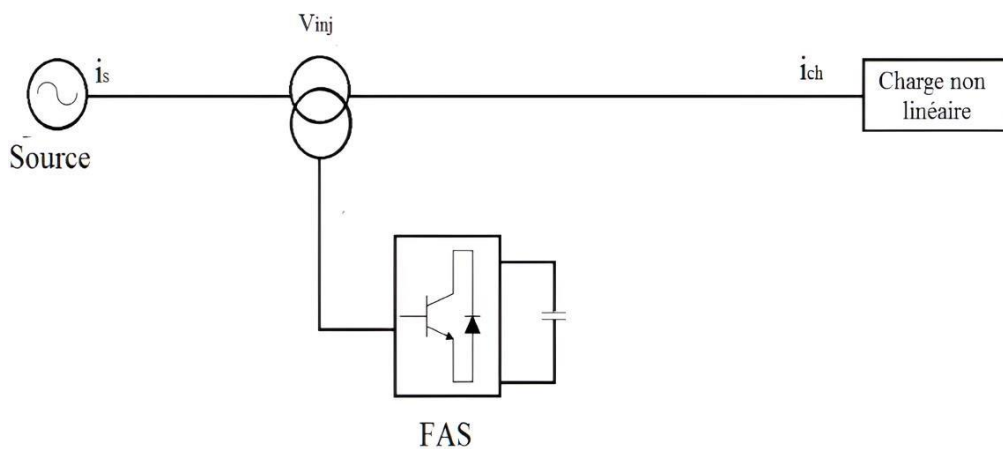 Vinj
is
ich
Charge non
linéaire
Source
FAS